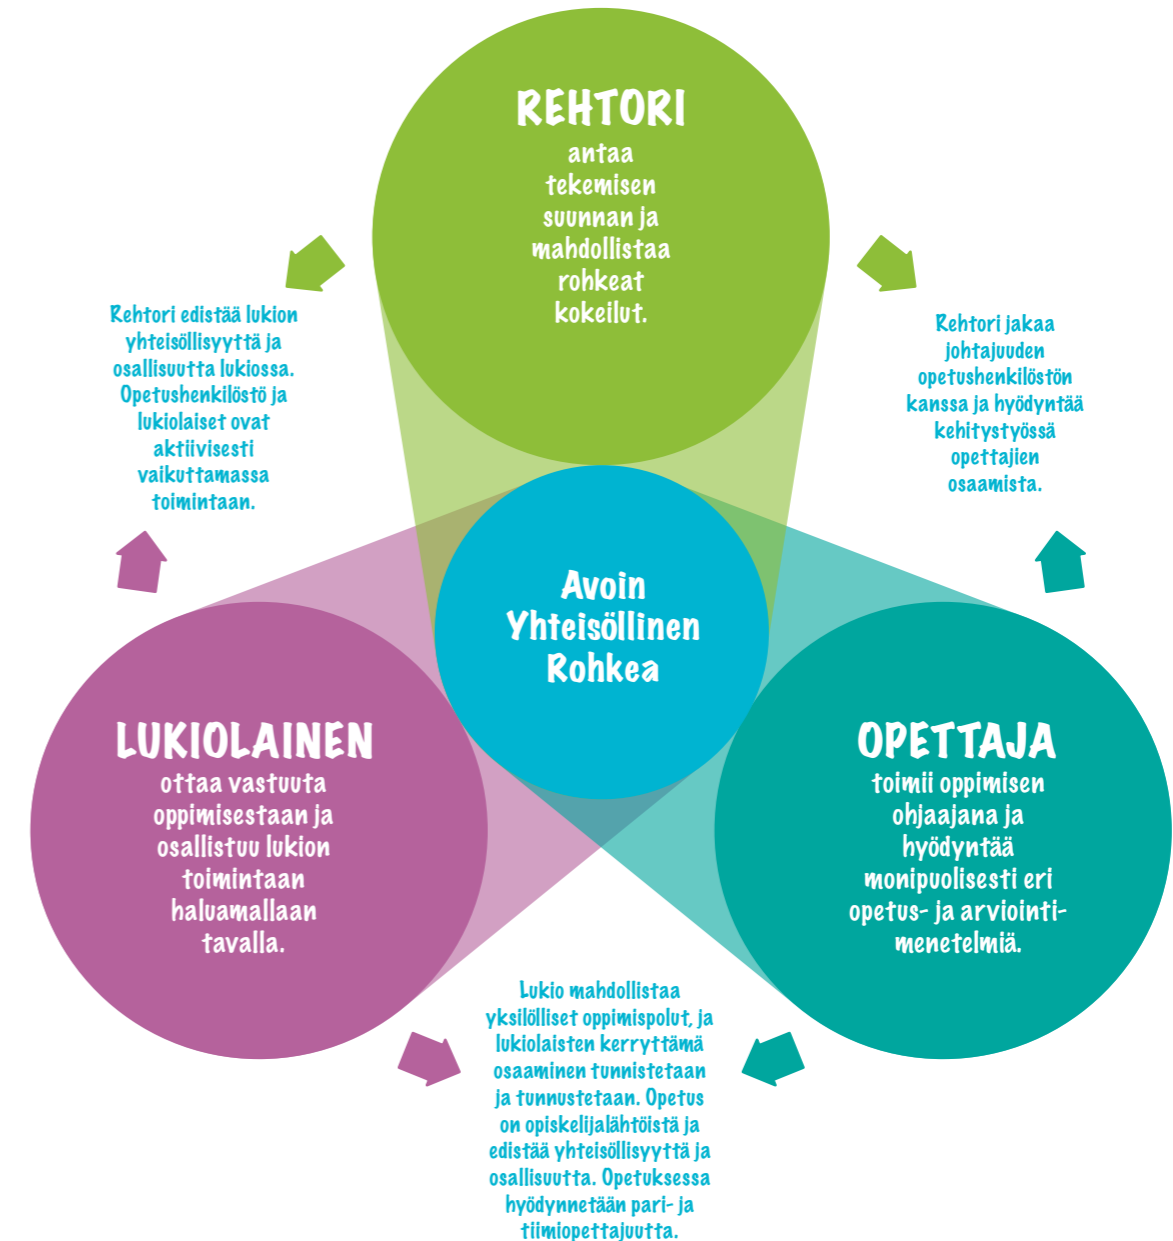 REHTORI
antaa
tekemisen
suunnan ja
mahdollistaa
rohkeat
kokeilut.
Rehtori edistää lukion
yhteisöllisyyttä ja
osallisuutta lukiossa.
Opetushenkilöstö ja
lukiolaiset ovat
aktiivisesti
vaikuttamassa
toimintaan.
Rehtori jakaa
johtajuuden
opetushenkilöstön
kanssa ja hyödyntää
kehitystyössä
opettajien
osaamista.
Avoin
Yhteisöllinen
Rohkea
LUKIOLAINEN
ottaa vastuuta
oppimisestaan ja
osallistuu lukion
toimintaan
haluamallaan
tavalla.
OPETTAJA
toimii oppimisen
ohjaajana ja
hyödyntää
monipuolisesti eri
opetus- ja arviointi-
menetelmiä.
Lukio mahdollistaa
yksilölliset oppimispolut, ja
lukiolaisten kerryttämä
osaaminen tunnistetaan
ja tunnustetaan. Opetus
on opiskelijalähtöistä ja
edistää yhteisöllisyyttä ja
osallisuutta. Opetuksessa
hyödynnetään pari- ja
tiimiopettajuutta.